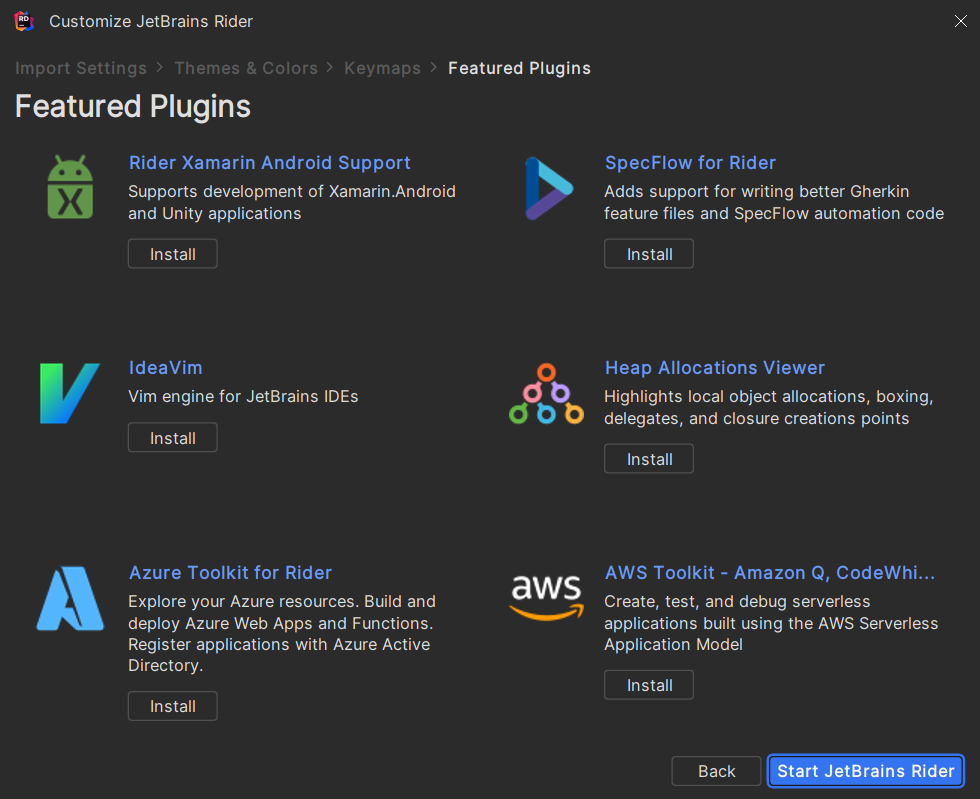 RD
Customize JetBrains Rider
Import Settings > Themes & Colors > Keymaps > Featured Plugins
Featured Plugins
Rider Xamarin Android Support
Supports development of Xamarin.Android
and Unity applications
Install
SpecFlow for Rider
Adds support for writing better Gherkin
feature files and SpecFlow automation code
Install
IdeaVim
Vim engine for JetBrains IDEs
Install
Heap Allocations Viewer
Highlights local object allocations, boxing,
delegates, and closure creations points
Install
Azure Toolkit for Rider
Explore your Azure resources. Build and
deploy Azure Web Apps and Functions.
Register applications with Azure Active
Directory.
Install
aws
AWS Toolkit - Amazon Q, CodeWhi...
Create, test, and debug serverless
applications built using the AWS Serverless
Application Model
Install
Back
Start JetBrains Rider